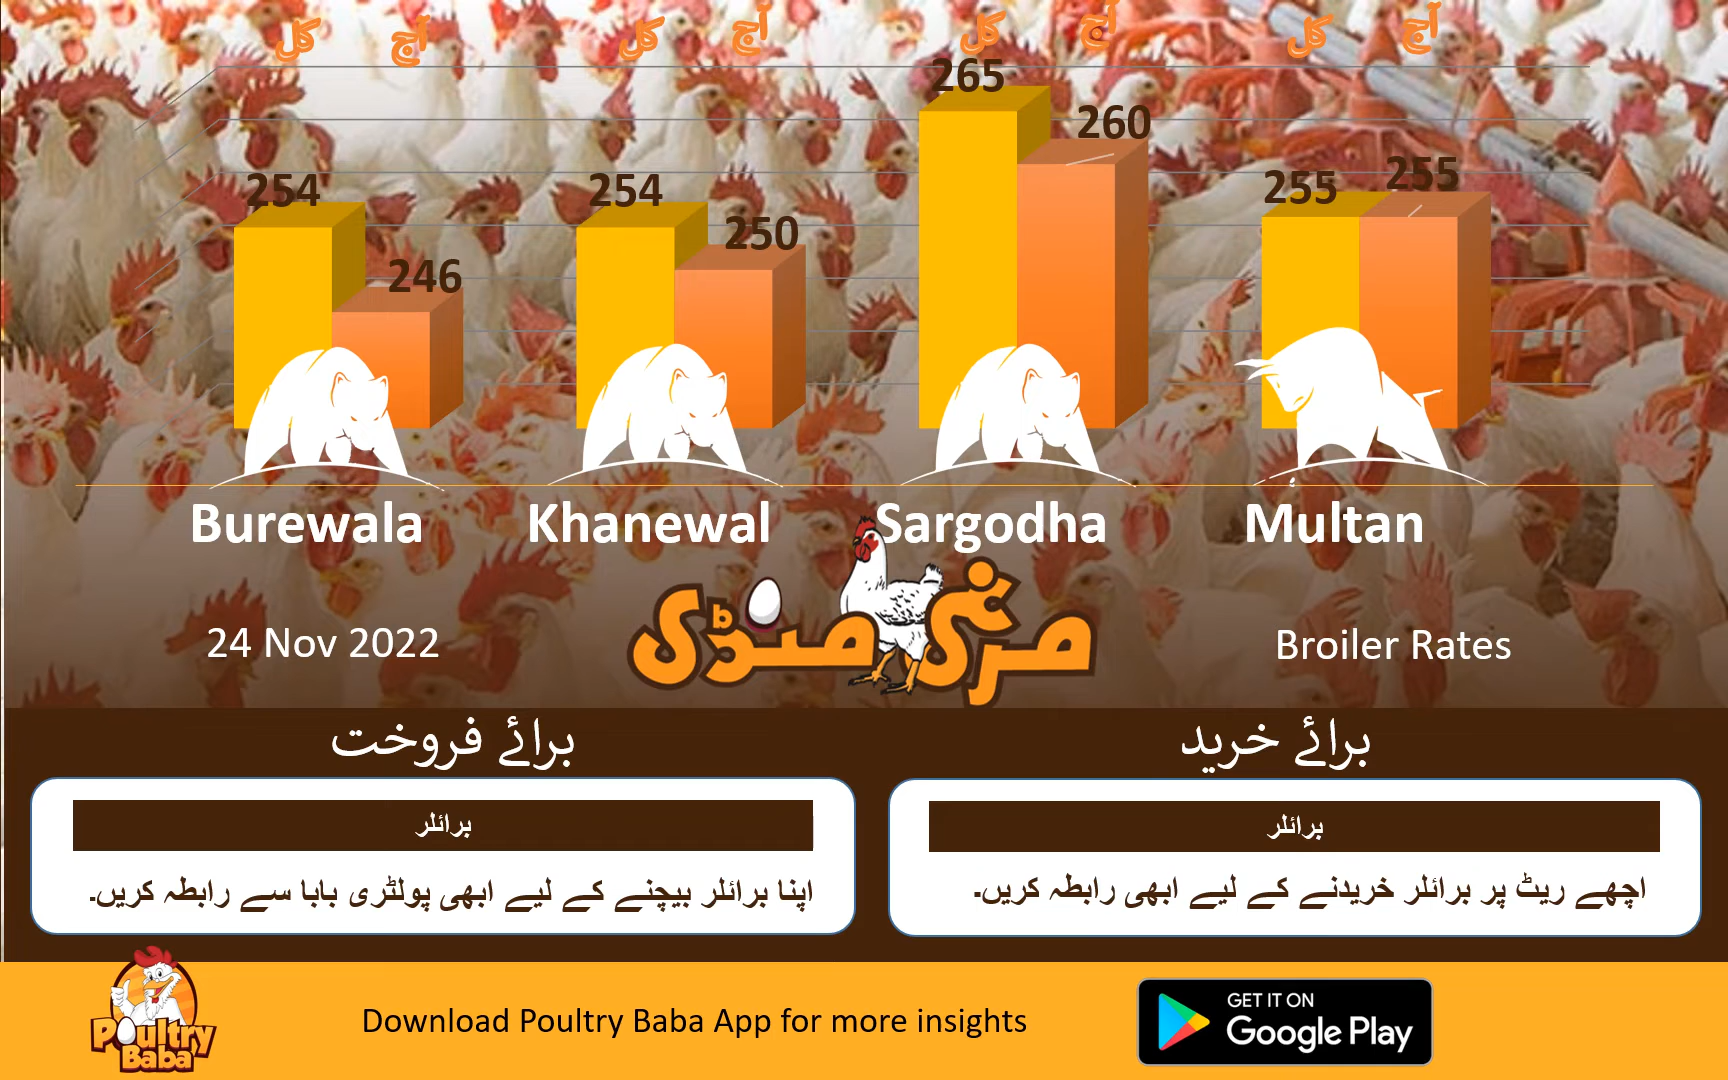 کل آج کل آج کل آج کل آج
254 246 254 250 265 260 255 255
Burewala Khanewal Sargodha Multan
24 Nov 2022
مرغی منڈی
Broiler Rates
برائے فروخت
برائلر
اپنا برائلر بیچنے کے لیے ابھی پولٹری بابا سے رابطہ کریں۔
برائے خرید
برائلر
اچھے ریٹ پر برائلر خریدنے کے لیے ابھی رابطہ کریں۔
Poultry
Baba
Download Poultry Baba App for more insights
GET IT ON
Google Play